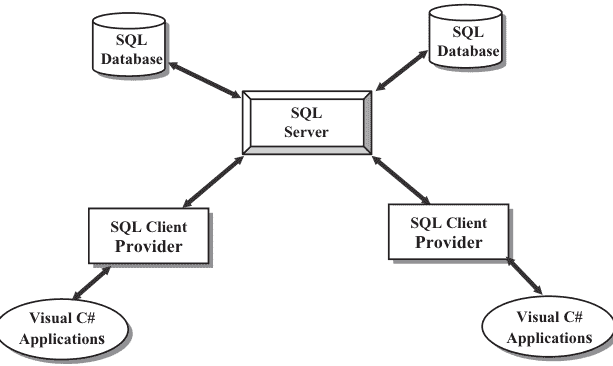 SQL
Database
SQL
Database
SQL
Server
SQL Client
Provider
SQL Client
Provider
Visual C#
Applications
Visual C#
Applications